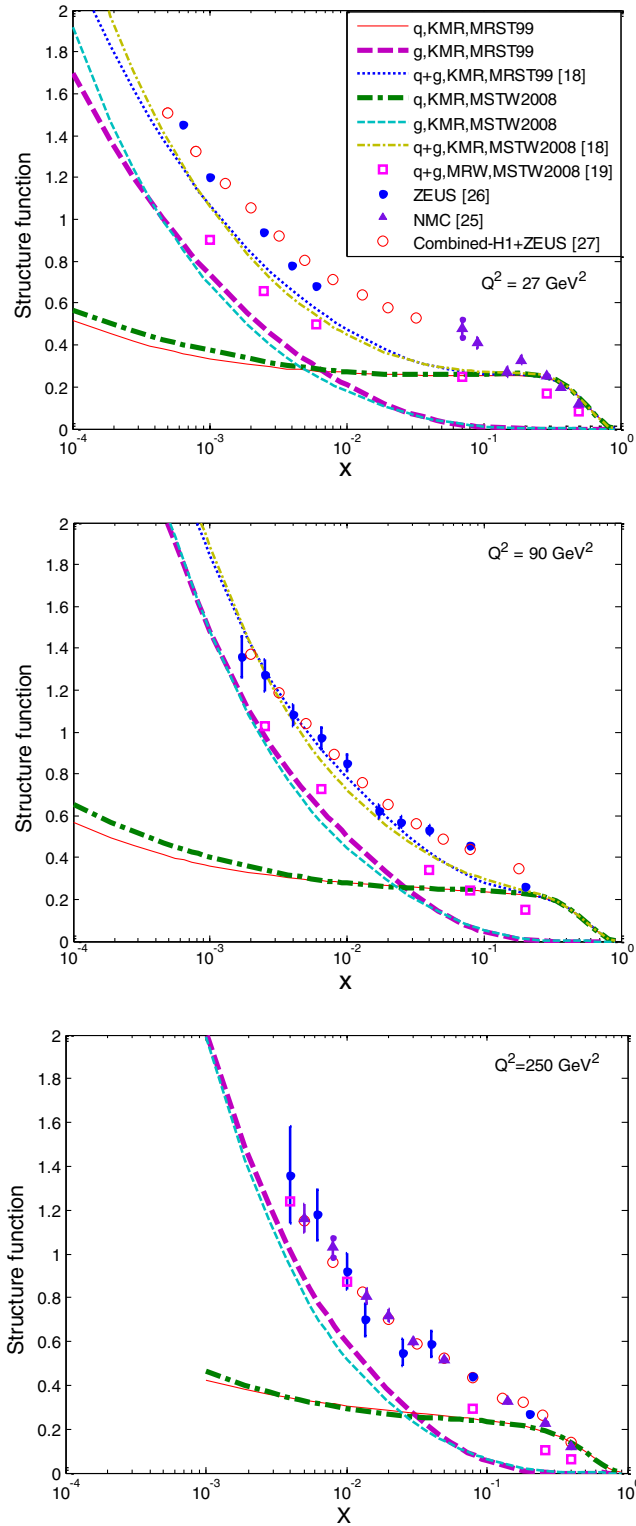 2
1.8
1.6
1.4
1.2
1
0.8
0.6
0.4
0.2
0
Structure function
q,KMR,MRST99
g,KMR,MRST99
q+g,KMR,MRST99 [18]
q,KMR,MSTW2008
g,KMR,MSTW2008
q+g,KMR,MSTW2008 [18]
q+g,MRW,MSTW2008 [19]
ZEUS [26]
NMC [25]
Combined-H1+ZEUS [27]
Q² = 27 GeV²
10⁻⁴ 10⁻³ 10⁻² 10⁻¹ 10⁰
x
2
1.8
1.6
1.4
1.2
1
0.8
0.6
0.4
0.2
0
Structure function
Q² = 90 GeV²
10⁻⁴ 10⁻³ 10⁻² 10⁻¹ 10⁰
x
2
1.8
1.6
1.4
1.2
1
0.8
0.6
0.4
0.2
0
Structure function
Q²=250 GeV²
10⁻⁴ 10⁻³ 10⁻² 10⁻¹ 10⁰
x